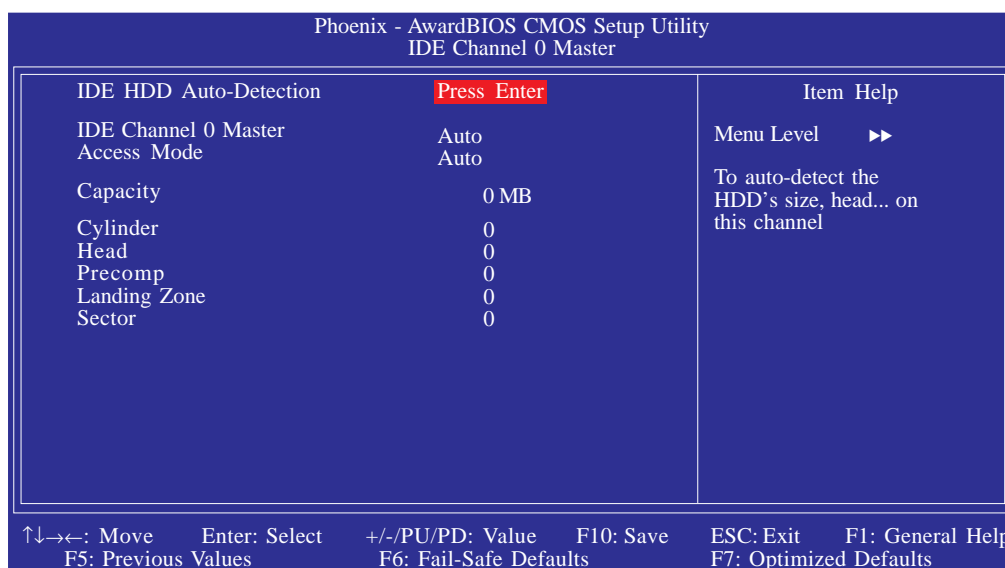 Phoenix - AwardBIOS CMOS Setup Utility
IDE Channel 0 Master
IDE HDD Auto-Detection Press Enter
IDE Channel 0 Master Auto
Access Mode Auto
Capacity 0 MB
Cylinder 0
Head 0
Precomp 0
Landing Zone 0
Sector 0
Item Help
Menu Level ▸▸
To auto-detect the
HDD's size, head... on
this channel
↑↓→←: Move Enter: Select +/-/PU/PD: Value F10: Save ESC: Exit F1: General Help
F5: Previous Values F6: Fail-Safe Defaults F7: Optimized Defaults